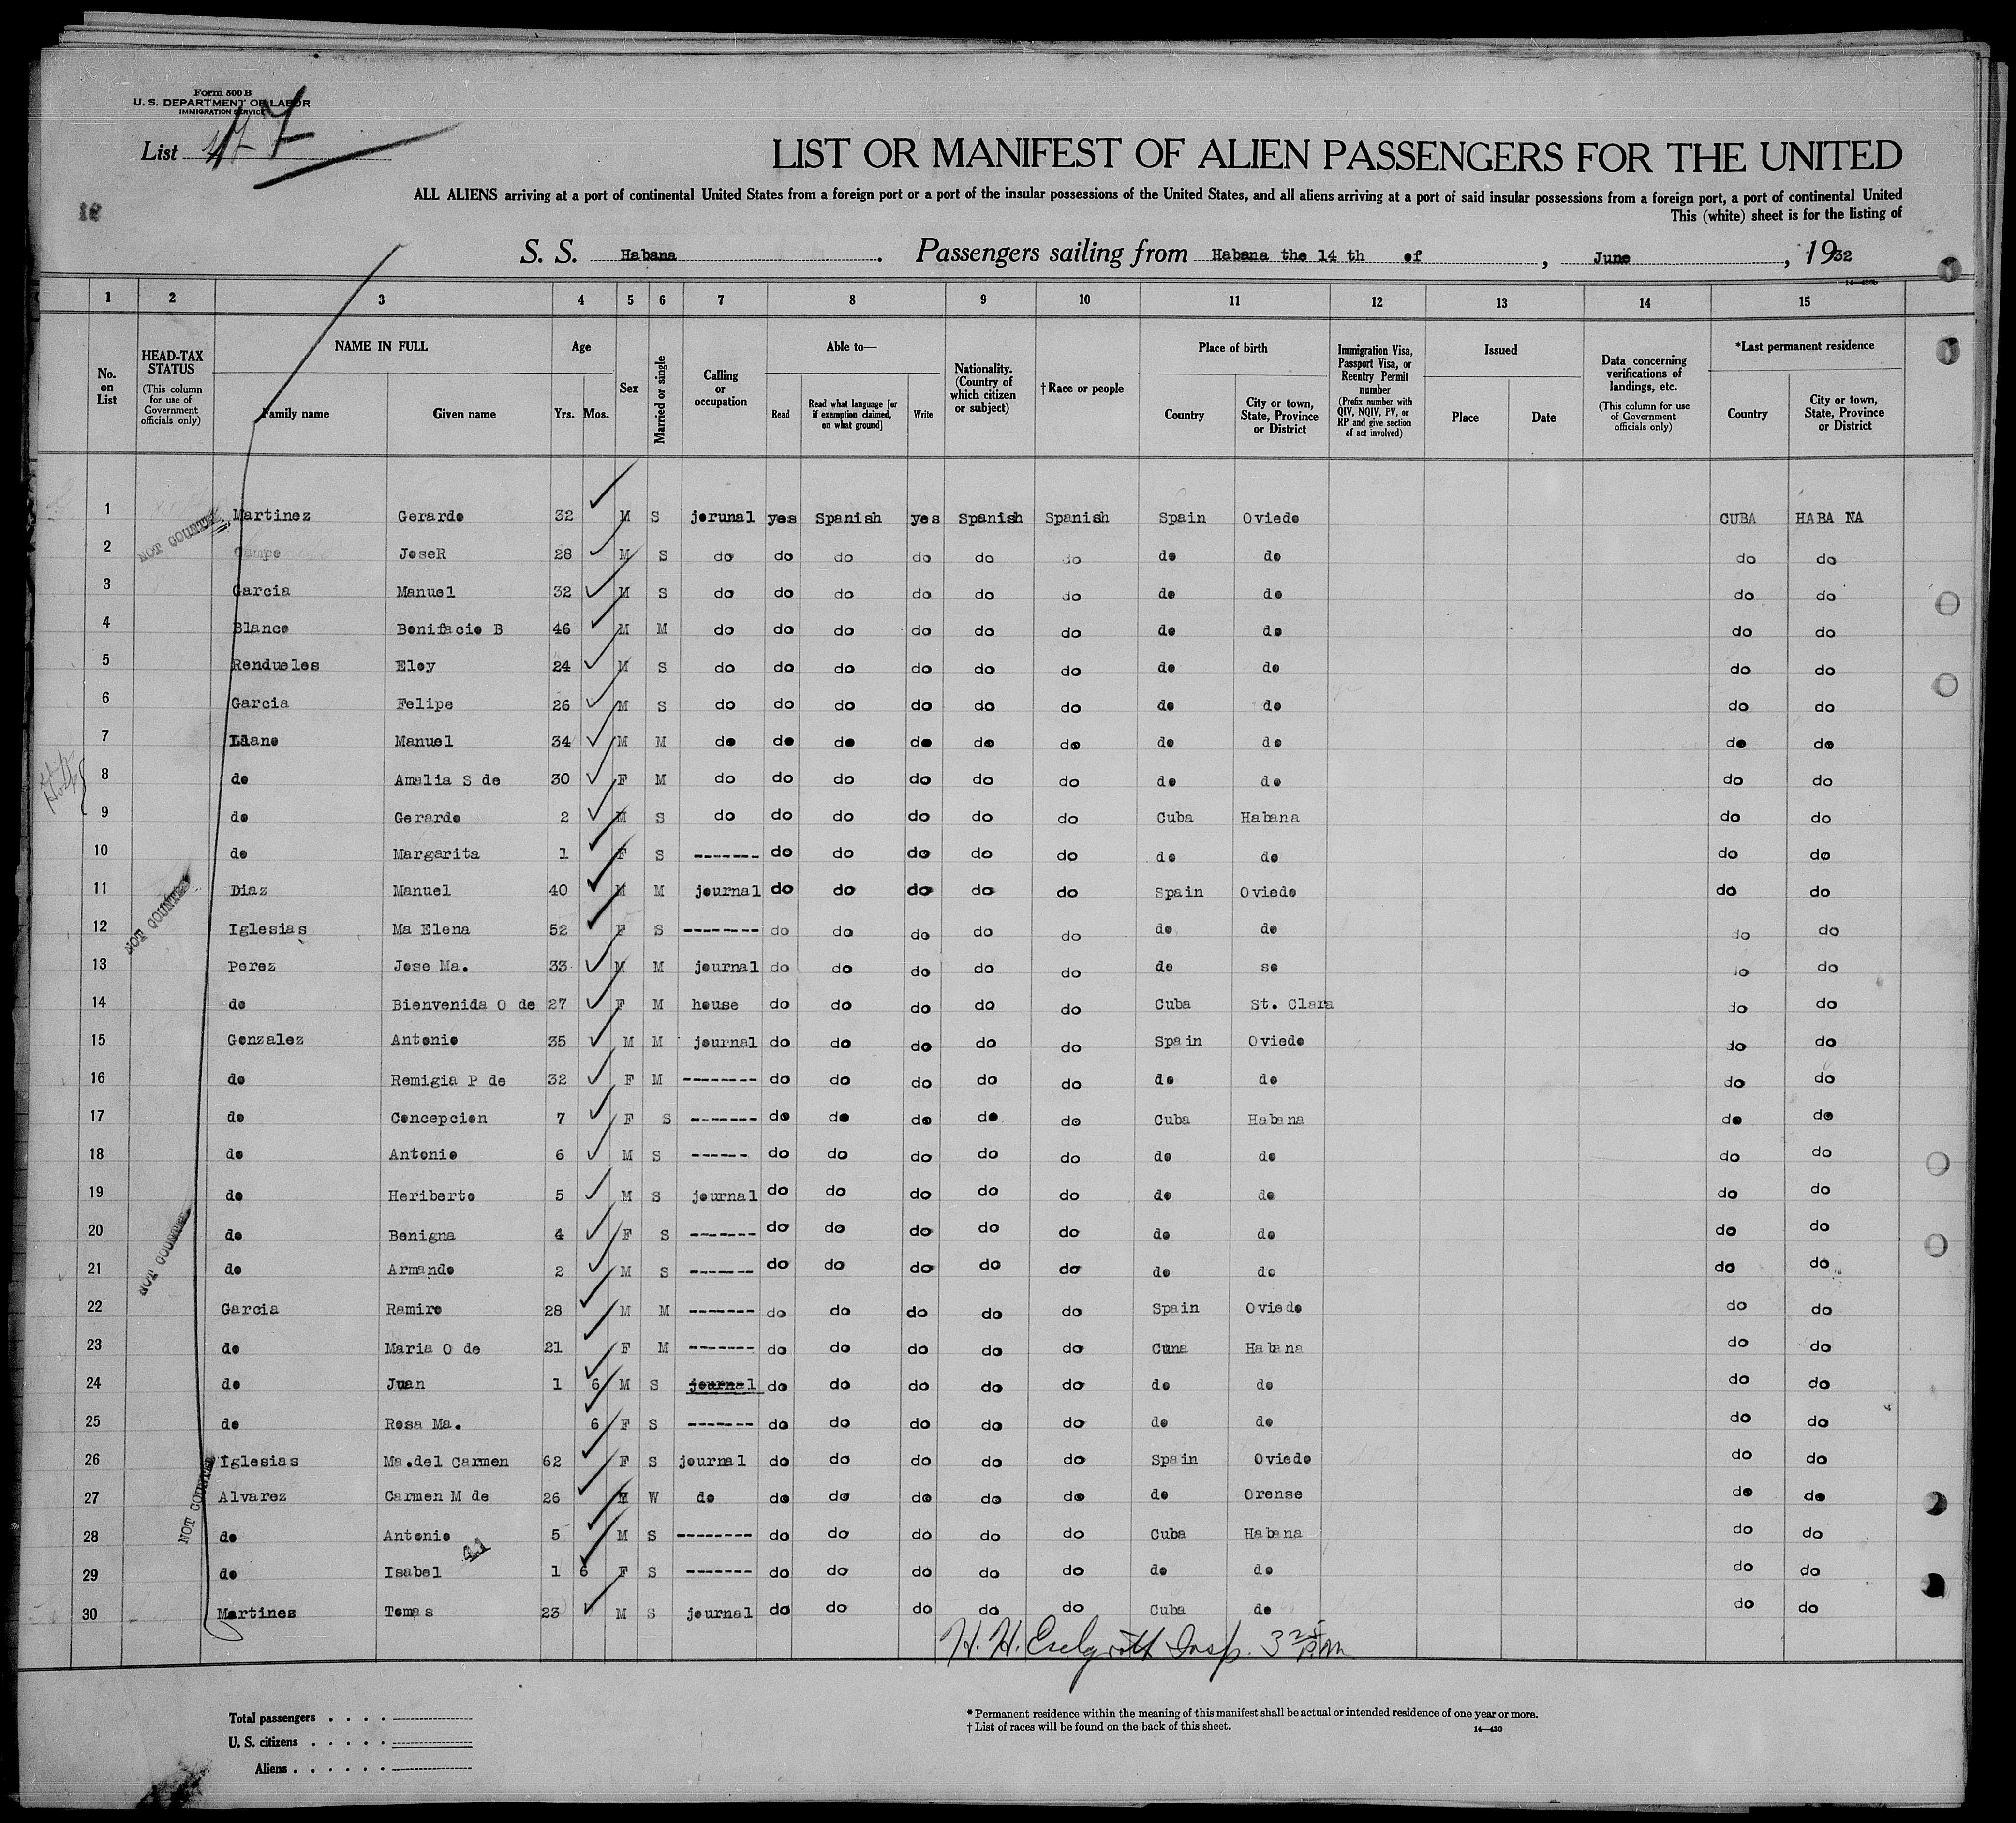 Form 500 B
U. S. DEPARTMENT OF LABOR
IMMIGRATION SERVICE
List
LIST OR MANIFEST OF ALIEN PASSENGERS FOR THE UNITED
ALL ALIENS arriving at a port of continental United States from a foreign port or a port of the insular possessions of the United States, and all aliens arriving at a port of said insular possessions from a foreign port, a port of continental United
This (white) sheet is for the listing of
S. S. Habana . Passengers sailing from Habana the 14 th of , June , 1932
14—430b
1 2 3 4 5 6 7 8 9 10 11 12 13 14 15
No. on List
HEAD-TAX STATUS (This column for use of Government officials only)
NAME IN FULL Family name Given name
Age Yrs. Mos.
Sex
Married or single
Calling or occupation
Able to— Read Read what language [or if exemption claimed, on what ground] Write
Nationality. (Country of which citizen or subject)
† Race or people
Place of birth Country City or town, State, Province or District
Immigration Visa, Passport Visa, or Reentry Permit number (Prefix number with QIV, NQIV, PV, or RP and give section of act involved)
Issued Place Date
Data concerning verifications of landings, etc. (This column for use of Government officials only)
*Last permanent residence Country City or town, State, Province or District
1 Martinez Gerardo 32 M S jorunal yes Spanish yes Spanish Spanish Spain Oviedo CUBA HABA NA
NOT COUNTED
2 Campo JoseR 28 M S do do do do do do do do do do
3 Garcia Manuel 32 M S do do do do do do do do do do
4 Blanco Bonifacio B 46 M M do do do do do do do do do do
5 Rendueles Eloy 24 M S do do do do do do do do do do
6 Garcia Felipe 26 M S do do do do do do do do do do
7 Llano Manuel 34 M M do do do do do do do do do do
8 do Amalia S de 30 F M do do do do do do do do do do
9 do Gerardo 2 M S do do do do do do Cuba Habana do do
10 do Margarita 1 F S ------- do do do do do do do do do
11 Diaz Manuel 40 M M journal do do do do do Spain Oviedo do do
NOT COUNTED
12 Iglesias Ma Elena 52 F S -------- do do do do do do do do do
13 Perez Jose Ma. 33 M M journal do do do do do do so do do
14 do Bienvenida O de 27 F M house do do do do do Cuba St. Clara do do
15 Gonzalez Antonio 35 M M journal do do do do do Spain Oviedo do do
16 do Remigia P de 32 F M -------- do do do do do do do do do
17 do Concepcion 7 F S ------- do do do do do Cuba Habana do do
18 do Antonio 6 M S ------ do do do do do do do do do
19 do Heriberto 5 M S journal do do do do do do do do do
20 do Benigna 4 F S ------- do do do do do do do do do
NOT COUNTED
21 do Armando 2 M S ------- do do do do do do do do do
22 Garcia Ramiro 28 M M ------- do do do do do Spain Oviedo do do
23 do Maria O de 21 F M ------- do do do do do Cuna Habana do do
24 do Juan 1 6 M S journal do do do do do do do do do
25 do Rosa Ma. 6 F S ------- do do do do do do do do do
26 Iglesias Ma.del Carmen 62 F S journal do do do do do Spain Oviedo do do
NOT COUNTED
27 Alvarez Carmen M de 26 W do do do do do do do Orense do do
28 do Antonio 5 M S -------- do do do do do Cuba Habana do do
29 do Isabel 1 6 F S ------- do do do do do do do do do
30 Martines Tomas 23 M S journal do do do do do Cuba do do do
Total passengers . . . .
U. S. citizens . . . . .
Aliens . . . . . .
* Permanent residence within the meaning of this manifest shall be actual or intended residence of one year or more.
† List of races will be found on the back of this sheet. 14—430